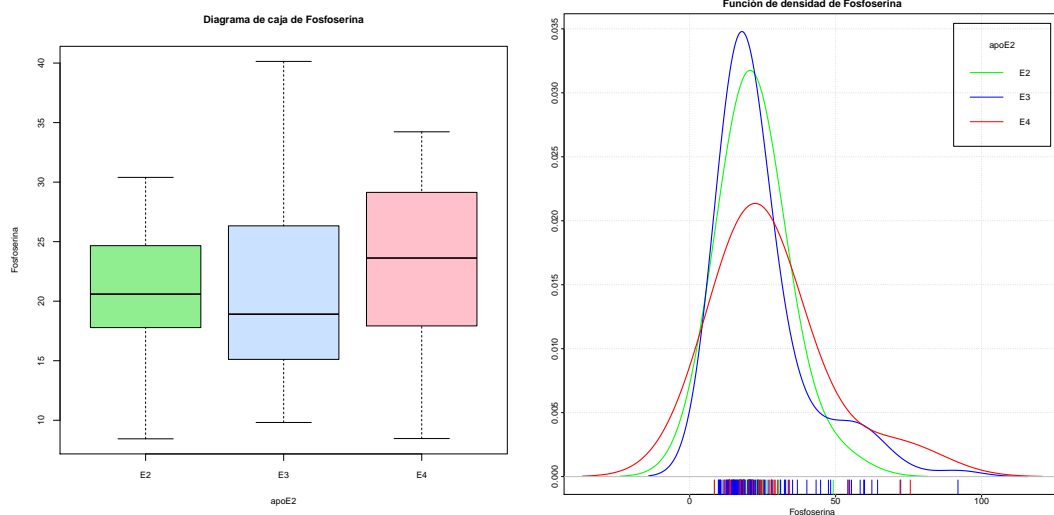 Diagrama de caja de Fosfoserina
Fosfoserina
40
35
30
25
20
15
10
E2
E3
E4
apoE2
Función de densidad de Fosfoserina
0.035
0.030
0.025
0.020
0.015
0.010
0.005
0.000
apoE2
E2
E3
E4
0
50
100
Fosfoserina